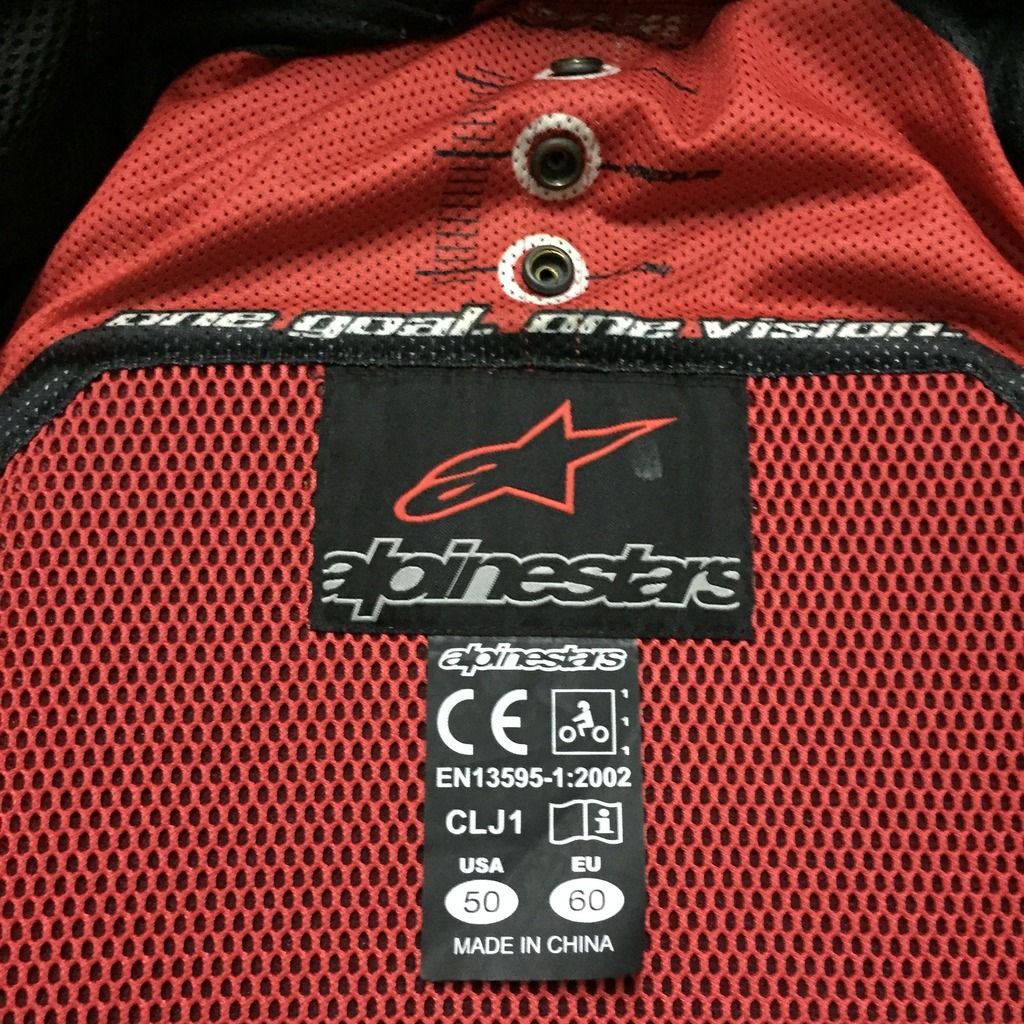 one goal. one vision.
alpinestars
alpinestars
CE
EN13595-1:2002
CLJ1 i
USA EU
50 60
MADE IN CHINA